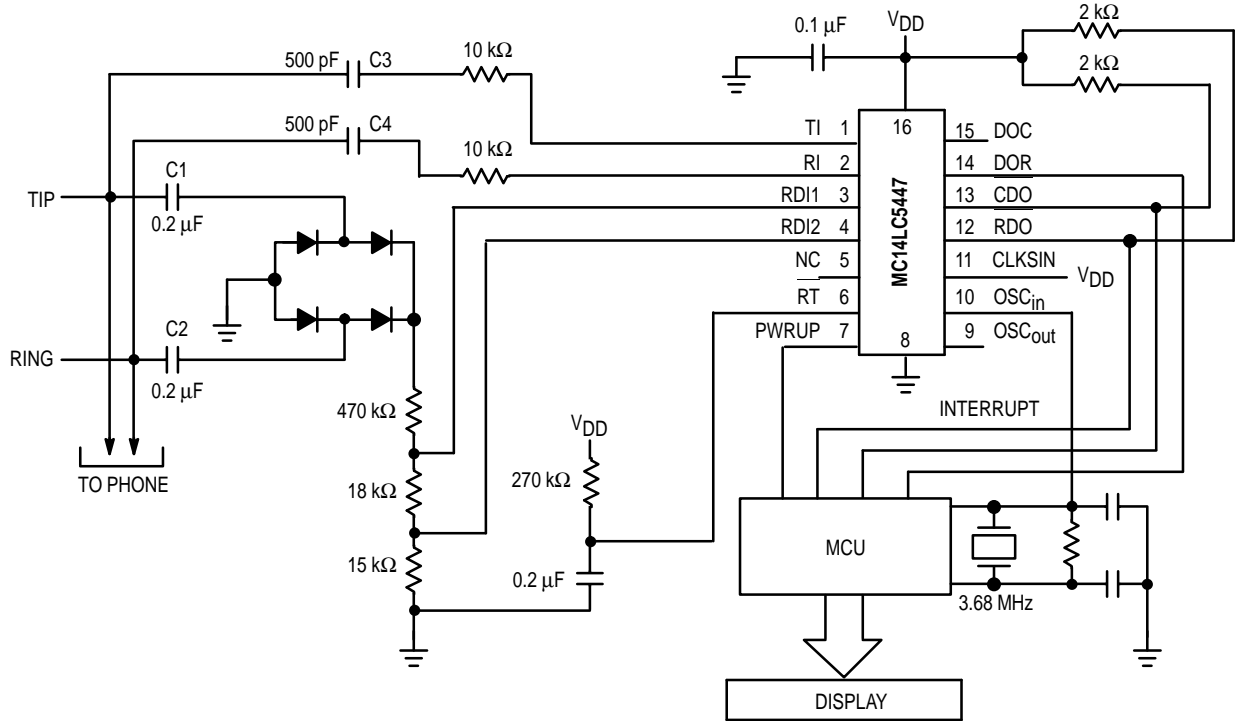 0.1 µF
VDD
2 kΩ
2 kΩ
10 kΩ
500 pF C3
500 pF C4
10 kΩ
TI 1
16
15 DOC
RI 2
14 DOR
C1
TIP
0.2 µF
RDI1 3
13 CDO
RDI2 4
12 RDO
MC14LC5447
NC 5
11 CLKSIN VDD
RT 6
10 OSCin
PWRUP 7
8
9 OSCout
C2
RING
0.2 µF
470 kΩ
INTERRUPT
VDD
TO PHONE
270 kΩ
18 kΩ
15 kΩ
0.2 µF
MCU
3.68 MHz
DISPLAY